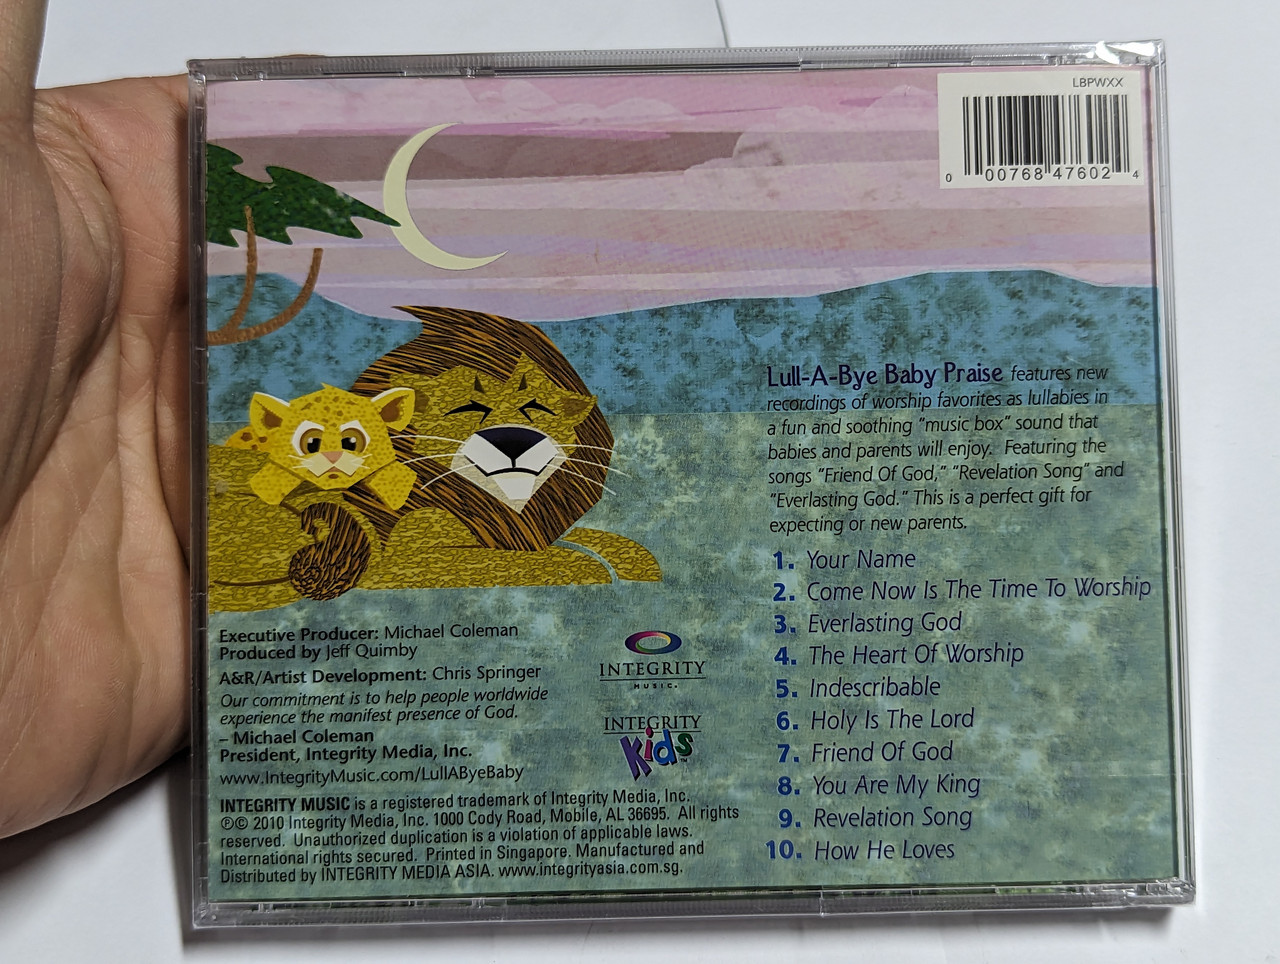 LBPWXX
0 00768 47602 4
Lull-A-Bye Baby Praise features new
recordings of worship favorites as lullabies in
a fun and soothing "music box" sound that
babies and parents will enjoy. Featuring the
songs "Friend Of God," "Revelation Song" and
"Everlasting God." This is a perfect gift for
expecting or new parents.
1. Your Name
2. Come Now Is The Time To Worship
3. Everlasting God
4. The Heart Of Worship
5. Indescribable
6. Holy Is The Lord
7. Friend Of God
8. You Are My King
9. Revelation Song
10. How He Loves
Executive Producer: Michael Coleman
Produced by Jeff Quimby
A&R/Artist Development: Chris Springer
Our commitment is to help people worldwide
experience the manifest presence of God.
– Michael Coleman
President, Integrity Media, Inc.
www.IntegrityMusic.com/LullAByeBaby
INTEGRITY
MUSIC.
INTEGRITY
Kids™
INTEGRITY MUSIC is a registered trademark of Integrity Media, Inc.
℗© 2010 Integrity Media, Inc. 1000 Cody Road, Mobile, AL 36695. All rights
reserved. Unauthorized duplication is a violation of applicable laws.
International rights secured. Printed in Singapore. Manufactured and
Distributed by INTEGRITY MEDIA ASIA. www.integrityasia.com.sg.